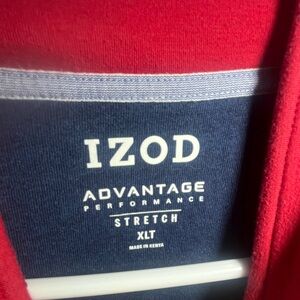 IZOD
ADVANTAGE
PERFORMANCE
STRETCH
XLT
MADE IN KENYA